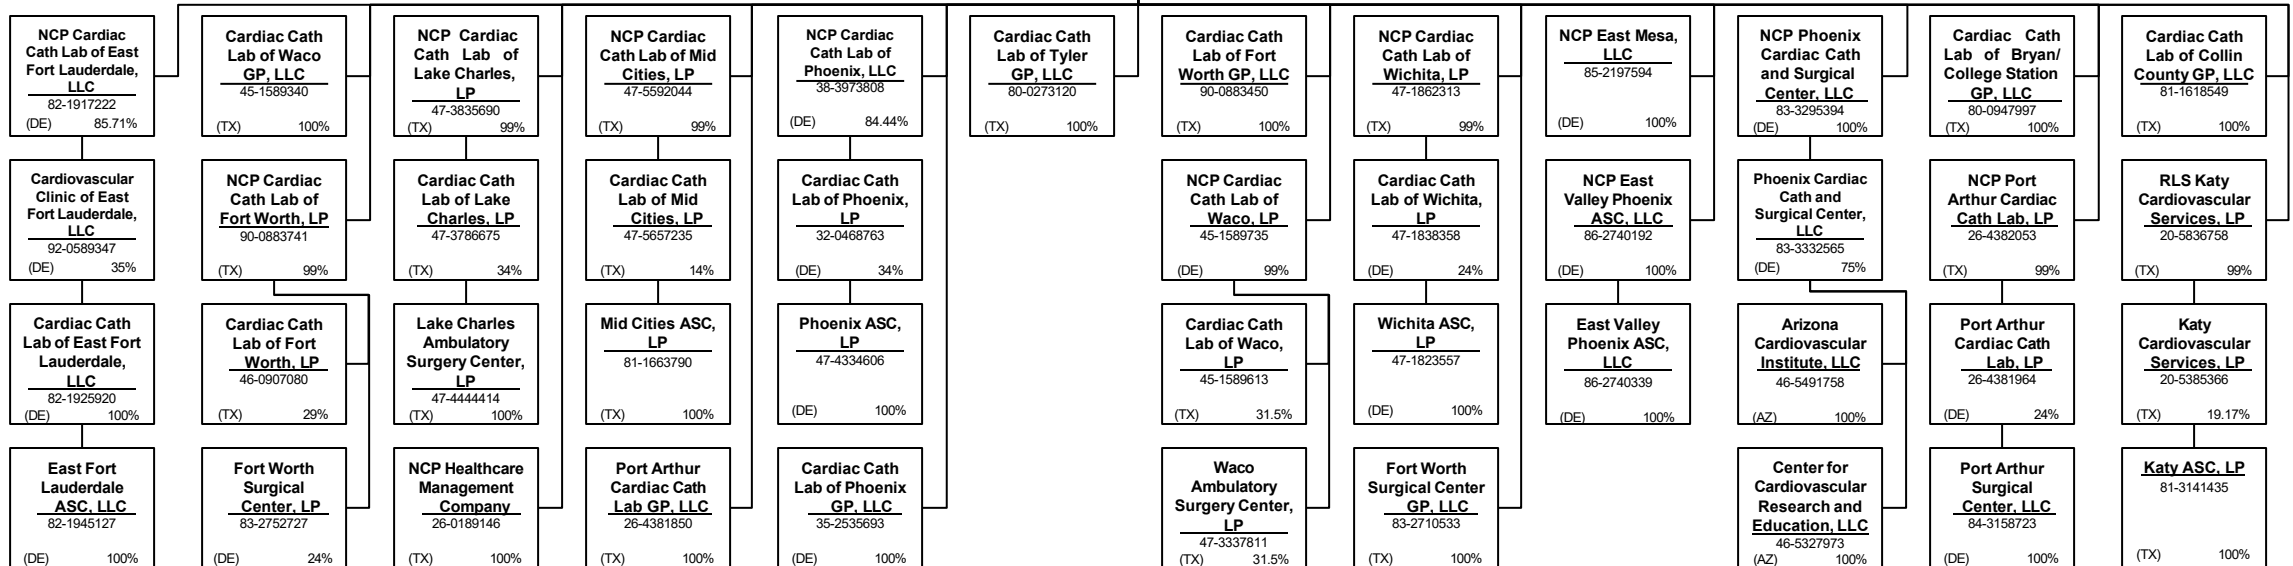 NCP Cardiac
Cath Lab of East
Fort Lauderdale,
LLC
82-1917222
(DE) 85.71%
Cardiac Cath
Lab of Waco
GP, LLC
45-1589340
(TX) 100%
NCP Cardiac
Cath Lab of
Lake Charles,
LP
47-3835690
(TX) 99%
NCP Cardiac
Cath Lab of Mid
Cities, LP
47-5592044
(TX) 99%
NCP Cardiac
Cath Lab of
Phoenix, LLC
38-3973808
(DE) 84.44%
Cardiac Cath
Lab of Tyler
GP, LLC
80-0273120
(TX) 100%
Cardiac Cath
Lab of Fort
Worth GP, LLC
90-0883450
(TX) 100%
NCP Cardiac
Cath Lab of
Wichita, LP
47-1862313
(TX) 99%
NCP East Mesa,
LLC
85-2197594
(DE) 100%
NCP Phoenix
Cardiac Cath
and Surgical
Center, LLC
83-3295394
(DE) 100%
Cardiac Cath
Lab of Bryan/
College Station
GP, LLC
80-0947997
(TX) 100%
Cardiac Cath
Lab of Collin
County GP, LLC
81-1618549
(TX) 100%
Cardiovascular
Clinic of East
Fort Lauderdale,
LLC
92-0589347
(DE) 35%
NCP Cardiac
Cath Lab of
Fort Worth, LP
90-0883741
(TX) 99%
Cardiac Cath
Lab of Lake
Charles, LP
47-3786675
(TX) 34%
Cardiac Cath
Lab of Mid
Cities, LP
47-5657235
(TX) 14%
Cardiac Cath
Lab of Phoenix,
LP
32-0468763
(DE) 34%
NCP Cardiac
Cath Lab of
Waco, LP
45-1589735
(DE) 99%
Cardiac Cath
Lab of Wichita,
LP
47-1838358
(DE) 24%
NCP East
Valley Phoenix
ASC, LLC
86-2740192
(DE) 100%
Phoenix Cardiac
Cath and
Surgical Center,
LLC
83-3332565
(DE) 75%
NCP Port
Arthur Cardiac
Cath Lab, LP
26-4382053
(TX) 99%
RLS Katy
Cardiovascular
Services, LP
20-5836758
(TX) 99%
Cardiac Cath
Lab of East Fort
Lauderdale,
LLC
82-1925920
(DE) 100%
Cardiac Cath
Lab of Fort
Worth, LP
46-0907080
(TX) 29%
Lake Charles
Ambulatory
Surgery Center,
LP
47-4444414
(TX) 100%
Mid Cities ASC,
LP
81-1663790
(TX) 100%
Phoenix ASC,
LP
47-4334606
(DE) 100%
Cardiac Cath
Lab of Waco,
LP
45-1589613
(TX) 31.5%
Wichita ASC,
LP
47-1823557
(DE) 100%
East Valley
Phoenix ASC,
LLC
86-2740339
(DE) 100%
Arizona
Cardiovascular
Institute, LLC
46-5491758
(AZ) 100%
Port Arthur
Cardiac Cath
Lab, LP
26-4381964
(DE) 24%
Katy
Cardiovascular
Services, LP
20-5385366
(TX) 19.17%
East Fort
Lauderdale
ASC, LLC
82-1945127
(DE) 100%
Fort Worth
Surgical
Center, LP
83-2752727
(DE) 24%
NCP Healthcare
Management
Company
26-0189146
(TX) 100%
Port Arthur
Cardiac Cath
Lab GP, LLC
26-4381850
(TX) 100%
Cardiac Cath
Lab of Phoenix
GP, LLC
35-2535693
(DE) 100%
Waco
Ambulatory
Surgery Center,
LP
47-3337811
(TX) 31.5%
Fort Worth
Surgical Center
GP, LLC
83-2710533
(TX) 100%
Center for
Cardiovascular
Research and
Education, LLC
46-5327973
(AZ) 100%
Port Arthur
Surgical
Center, LLC
84-3158723
(DE) 100%
Katy ASC, LP
81-3141435
(TX) 100%